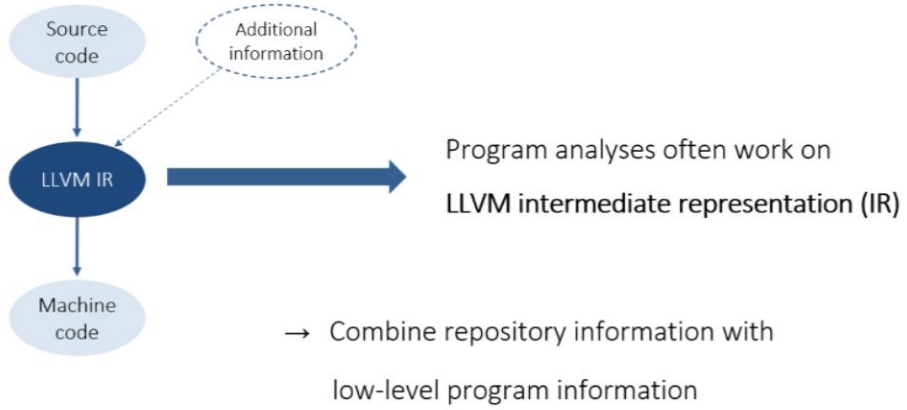 Source
code
Additional
information
LLVM IR
Program analyses often work on
LLVM intermediate representation (IR)
Machine
code
→ Combine repository information with
low-level program information